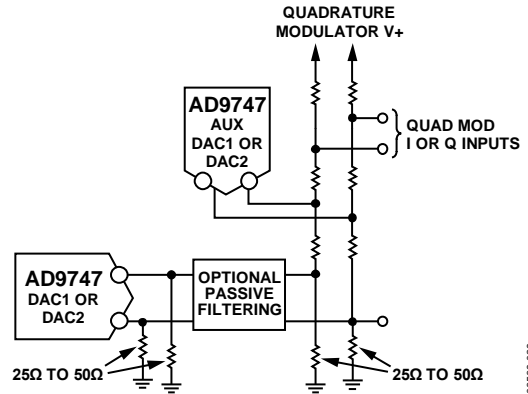 QUADRATURE
MODULATOR V+
AD9747
AUX
DAC1 OR
DAC2
QUAD MOD
I OR Q INPUTS
AD9747
DAC1 OR
DAC2
OPTIONAL
PASSIVE
FILTERING
25Ω TO 50Ω
25Ω TO 50Ω